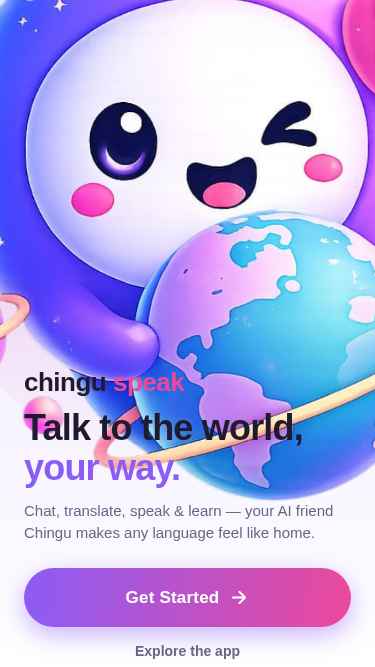 chingu speak
Talk to the world,
your way.
Chat, translate, speak & learn — your AI friend
Chingu makes any language feel like home.
Get Started →
Explore the app